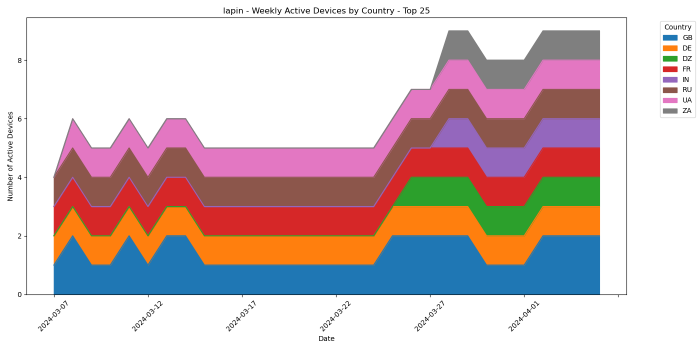 lapin - Weekly Active Devices by Country - Top 25
Country
GB
DE
DZ
FR
IN
RU
UA
ZA
Number of Active Devices
8
6
4
2
0
2024-03-07
2024-03-12
2024-03-17
2024-03-22
2024-03-27
2024-04-01
Date